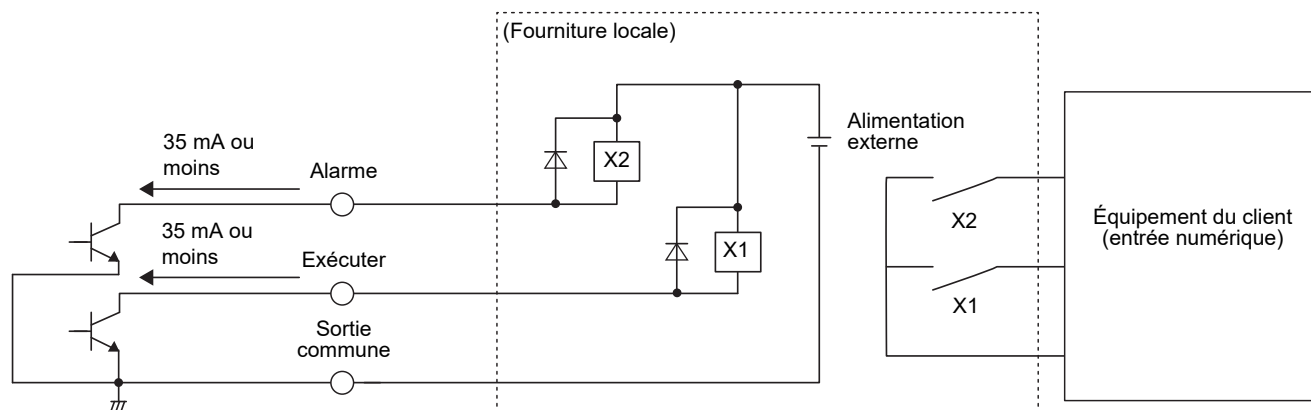 (Fourniture locale)
35 mA ou
moins
Alarme
X2
Alimentation
externe
35 mA ou
moins
Exécuter
X1
Sortie
commune
X2
X1
Équipement du client
(entrée numérique)